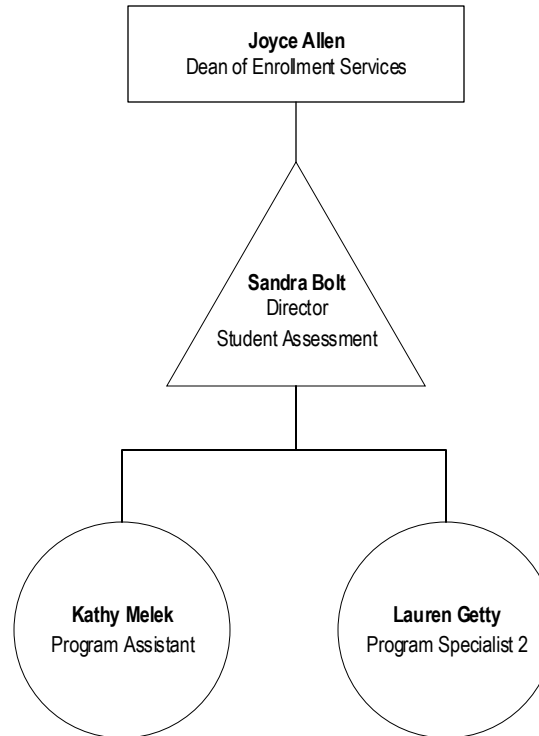 Joyce Allen
Dean of Enrollment Services
Sandra Bolt
Director
Student Assessment
Kathy Melek
Program Assistant
Lauren Getty
Program Specialist 2